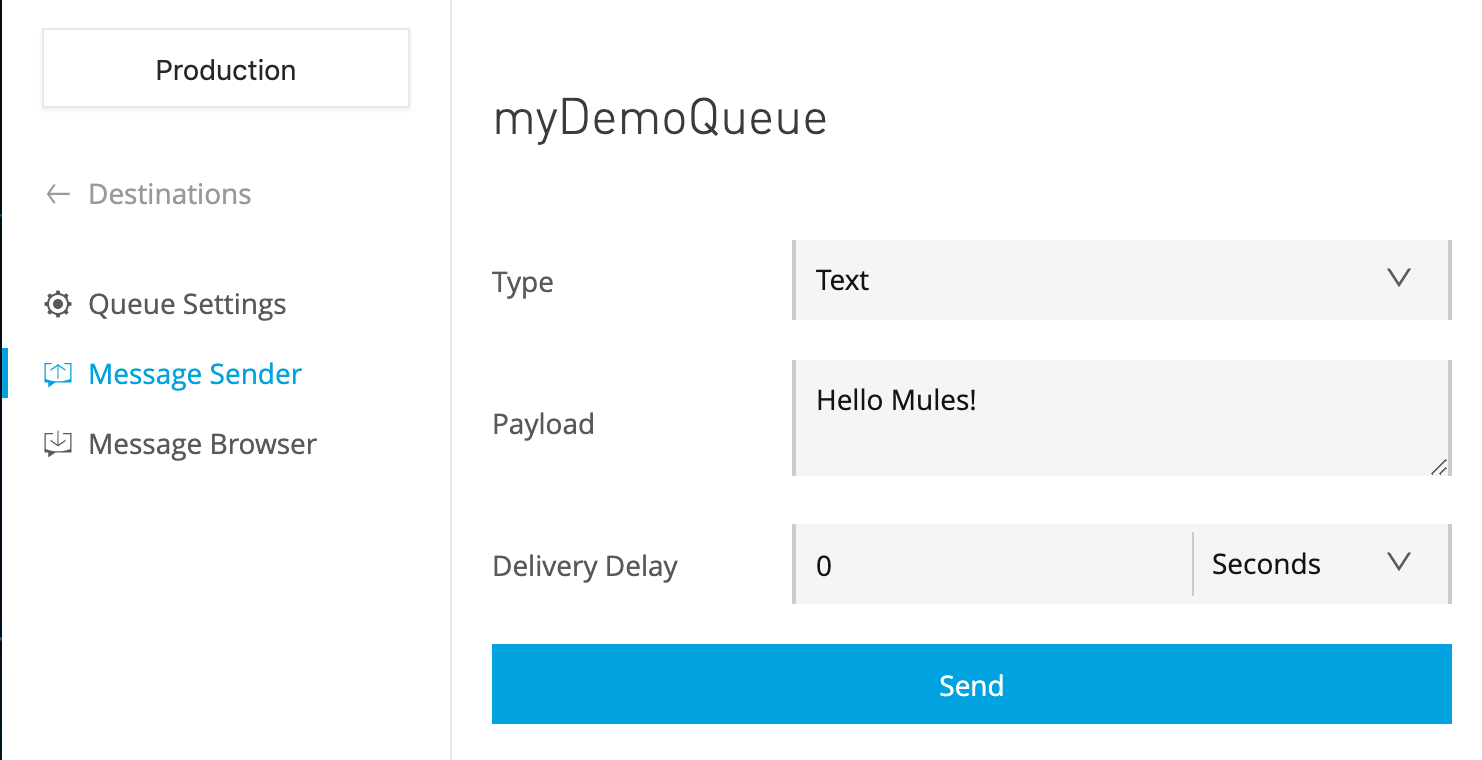 Production
Destinations
Queue Settings
Message Sender
Message Browser
myDemoQueue
Type
Text
Payload
Hello Mules!
Delivery Delay
0
Seconds
Send